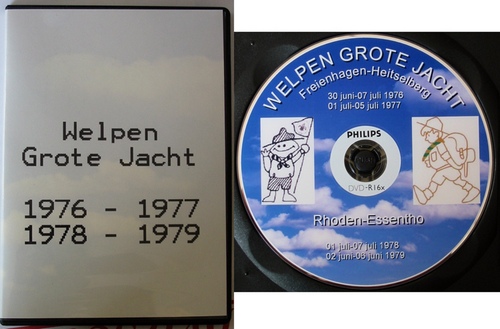 Welpen
Grote Jacht
1976 - 1977
1978 - 1979
WELPEN GROTE JACHT
Freienhagen-Heitselberg
30 juni-07 juli 1976
01 juli-05 juli 1977
PHILIPS
DVD+R16x
Rhoden-Essentho
01 juli-07 juli 1978
02 juni-06 juni 1979